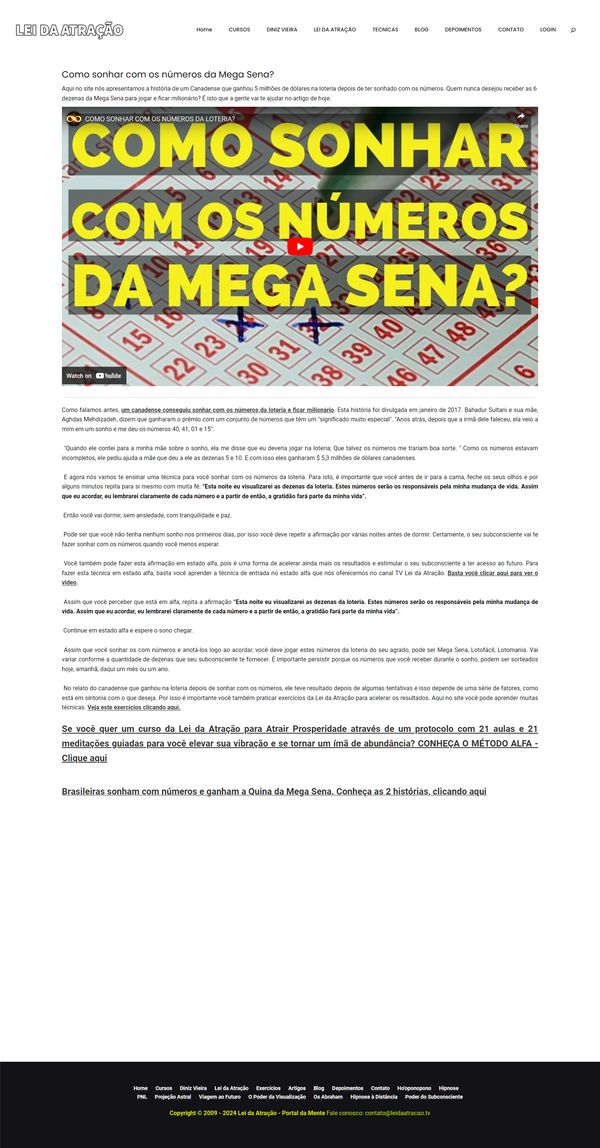 LEI DA ATRAÇÃO
Home CURSOS DINIZ VIEIRA LEI DA ATRAÇÃO TECNICAS BLOG DEPOIMENTOS CONTATO LOGIN
Como sonhar com os números da Mega Sena?
Aqui no site nós apresentamos a história de um Canadense que ganhou 5 milhões de dólares na loteria depois de ter sonhado com os números. Quem nunca desejou receber as 6
dezenas da Mega Sena para jogar e ficar milionário? É isto que a gente vai te ajudar no artigo de hoje.
COMO SONHAR COM OS NÚMEROS DA LOTERIA?
Share
COMO SONHAR
COM OS NÚMEROS
DA MEGA SENA?
Watch on YouTube
Como falamos antes, um canadense conseguiu sonhar com os números da loteria e ficar milionário. Esta história foi divulgada em janeiro de 2017. Bahadur Sultani e sua mãe,
Aghdas Mehdizadeh, dizem que ganharam o prêmio com um conjunto de números que têm um "significado muito especial". "Anos atrás, depois que a irmã dele faleceu, ela veio a
mim em um sonho e me deu os números 40, 41, 01 e 15".
"Quando ele contei para a minha mãe sobre o sonho, ela me disse que eu deveria jogar na loteria; Que talvez os números me trariam boa sorte. " Como os números estavam
incompletos, ele pediu ajuda a mãe que deu a ele as dezenas 5 e 10. E com isso eles ganharam $ 5,3 milhões de dólares canadenses.
E agora nós vamos te ensinar uma técnica para você sonhar com os números da loteria. Para isto, é importante que você antes de ir para a cama, feche os seus olhos e por
alguns minutos repita para si mesmo com muita fé: "Esta noite eu visualizarei as dezenas da loteria. Estes números serão os responsáveis pela minha mudança de vida. Assim
que eu acordar, eu lembrarei claramente de cada número e a partir de então, a gratidão fará parte da minha vida".
Então você vai dormir, sem ansiedade, com tranquilidade e paz.
Pode ser que você não tenha nenhum sonho nos primeiros dias, por isso você deve repetir a afirmação por várias noites antes de dormir. Certamente, o seu subconsciente vai te
fazer sonhar com os números quando você menos esperar.
Você também pode fazer esta afirmação em estado alfa, pois é uma forma de acelerar ainda mais os resultados e estimular o seu subconsciente a ter acesso ao futuro. Para
fazer esta técnica em estado alfa, basta você aprender a técnica de entrada no estado alfa que nós oferecemos no canal TV Lei da Atração. Basta você clicar aqui para ver o
vídeo.
Assim que você perceber que está em alfa, repita a afirmação "Esta noite eu visualizarei as dezenas da loteria. Estes números serão os responsáveis pela minha mudança de
vida. Assim que eu acordar, eu lembrarei claramente de cada número e a partir de então, a gratidão fará parte da minha vida".
Continue em estado alfa e espere o sono chegar.
Assim que você sonhar os com números e anotá-los logo ao acordar, você deve jogar estes números da loteria do seu agrado, pode ser Mega Sena, Lotofácil, Lotomania. Vai
variar conforme a quantidade de dezenas que seu subconsciente te fornecer. É importante persistir porque os números que você receber durante o sonho, podem ser sorteados
hoje, amanhã, daqui um mês ou um ano.
No relato do canadense que ganhou na loteria depois de sonhar com os números, ele teve resultado depois de algumas tentativas e isso depende de uma série de fatores, como
está em sintonia com o que deseja. Por isso é importante você também praticar exercícios da Lei da Atração para acelerar os resultados. Aqui no site você pode aprender muitas
técnicas. Veja este exercícios clicando aqui.
Se você quer um curso da Lei da Atração para Atrair Prosperidade através de um protocolo com 21 aulas e 21
meditações guiadas para você elevar sua vibração e se tornar um ímã de abundância? CONHEÇA O MÉTODO ALFA -
Clique aqui
Brasileiras sonham com números e ganham a Quina da Mega Sena. Conheça as 2 histórias, clicando aqui
Home Cursos Diniz Vieira Lei da Atração Exercícios Artigos Blog Depoimentos Contato Ho'oponopono Hipnose
PNL Projeção Astral Viagem ao Futuro O Poder da Visualização Os Abraham Hipnose à Distância Poder do Subconsciente
Copyright © 2009 - 2024 Lei da Atração - Portal da Mente Fale conosco: contato@leidaatracao.tv